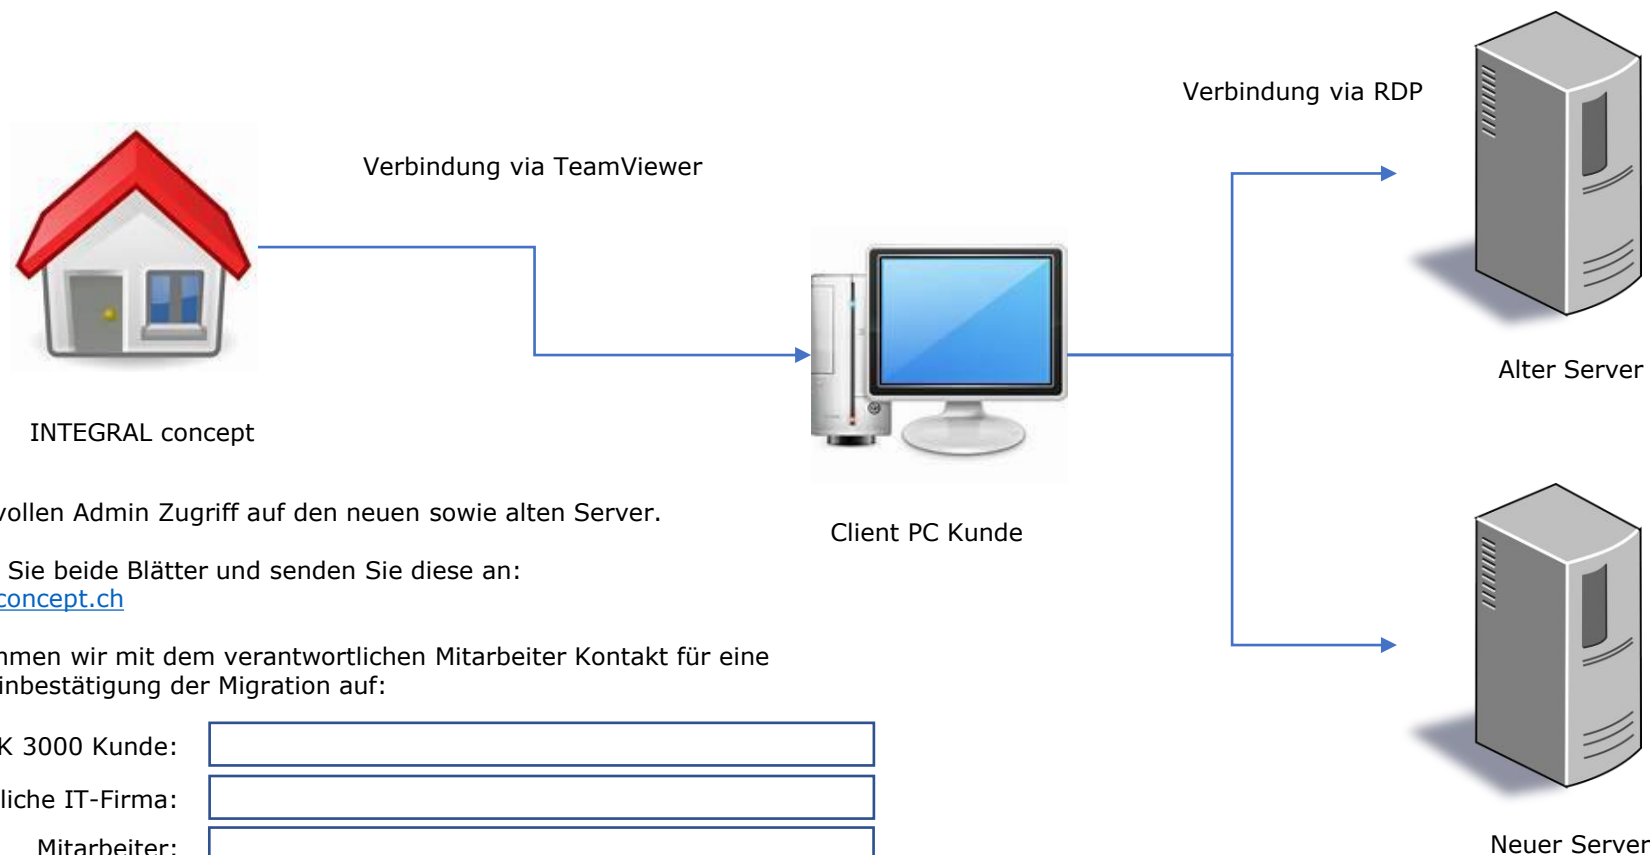 Verbindung via RDP
Verbindung via TeamViewer
Alter Server
INTEGRAL concept
vollen Admin Zugriff auf den neuen sowie alten Server.
Client PC Kunde
Sie beide Blätter und senden Sie diese an:
concept.ch
mmen wir mit dem verantwortlichen Mitarbeiter Kontakt für eine
inbestätigung der Migration auf:
K 3000 Kunde:
liche IT-Firma:
Mitarbeiter:
Neuer Server